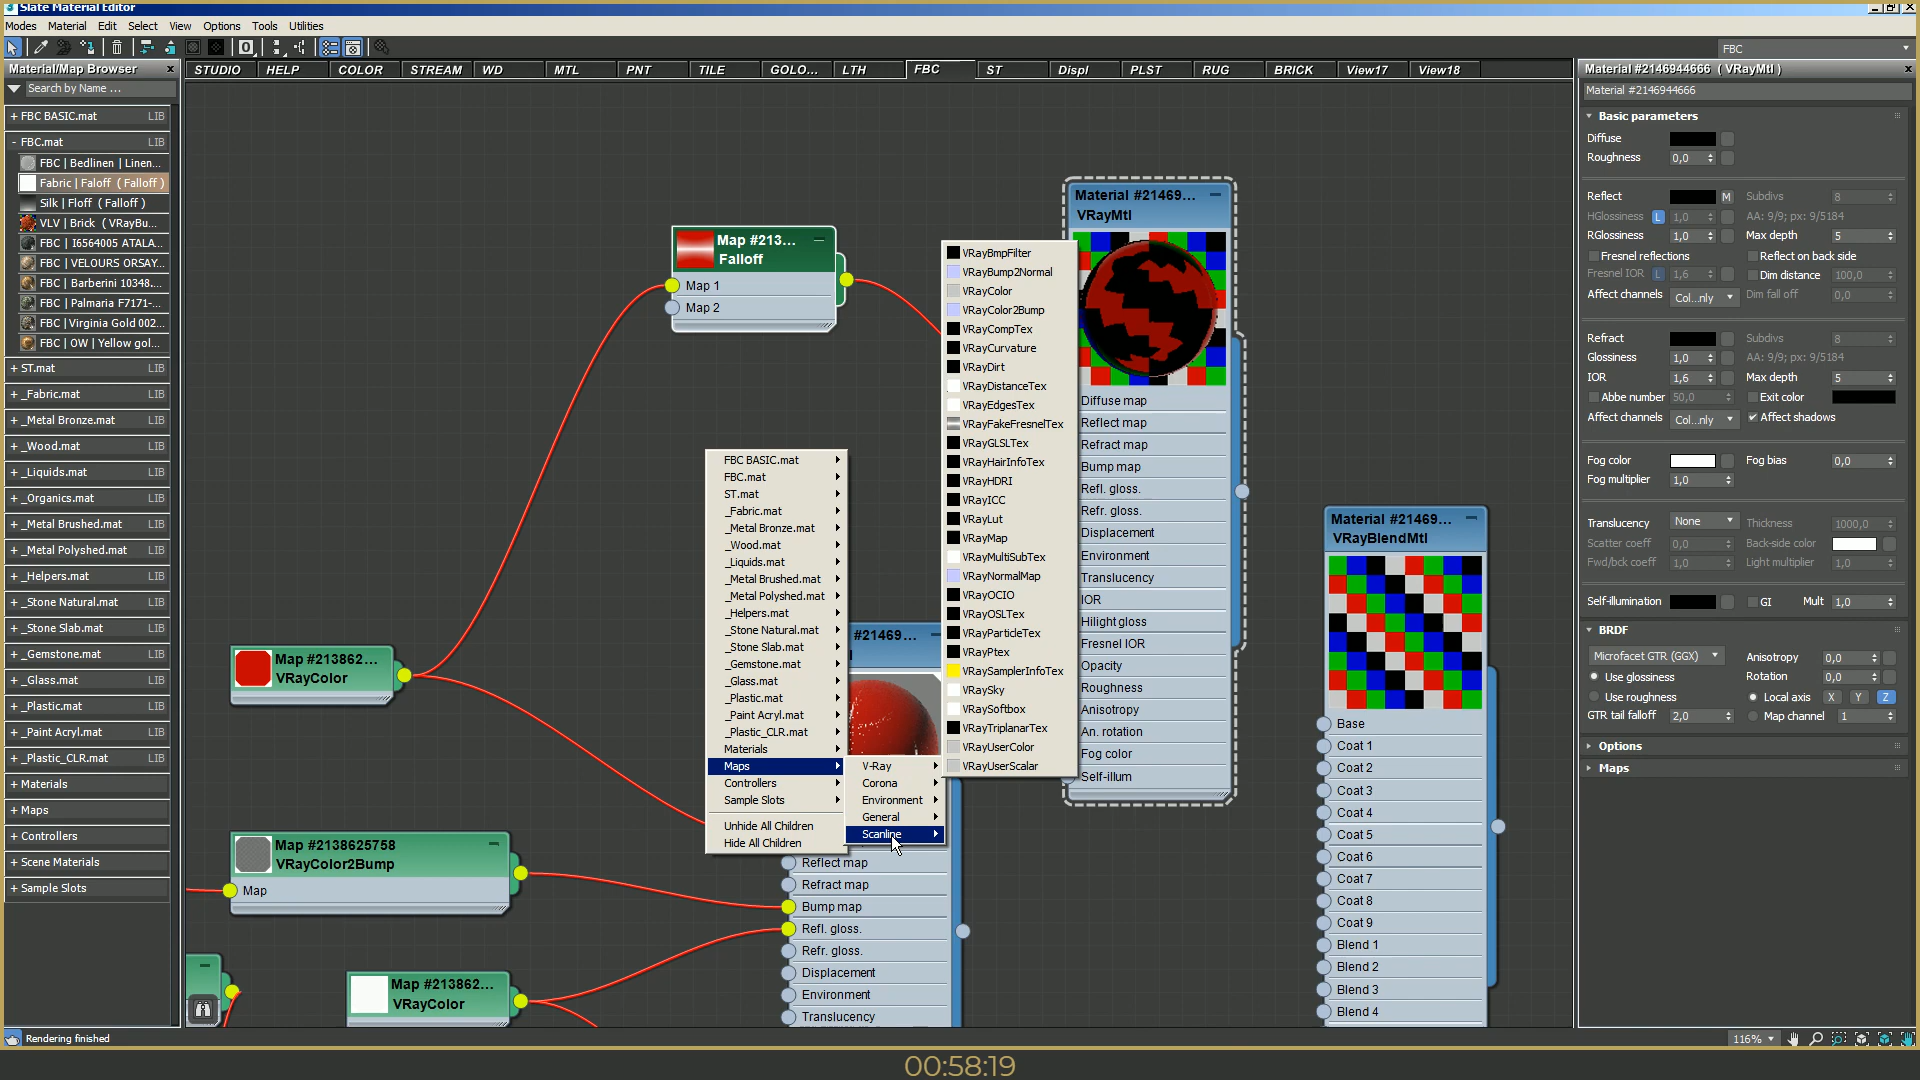 Slate Material Editor
Modes Material Edit Select View Options Tools Utilities
FBC
Material/Map Browser
Search by Name ...
+ FBC BASIC.mat LIB
- FBC.mat LIB
FBC | Bedlinen | Linen...
Fabric | Faloff ( Falloff )
Silk | Floff ( Falloff )
VLV | Brick ( VRayBu...
FBC | I6564005 ATALA...
FBC | VELOURS ORSAY...
FBC | Barberini 10348...
FBC | Palmaria F7171-...
FBC |Virginia Gold 002...
FBC | OW | Yellow gol...
+ ST.mat LIB
+ _Fabric.mat LIB
+ _Metal Bronze.mat LIB
+ _Wood.mat LIB
+ _Liquids.mat LIB
+ _Organics.mat LIB
+ _Metal Brushed.mat LIB
+ _Metal Polyshed.mat LIB
+ _Helpers.mat LIB
+ _Stone Natural.mat LIB
+ _Stone Slab.mat LIB
+ _Gemstone.mat LIB
+ _Glass.mat LIB
+ _Plastic.mat LIB
+ _Paint Acryl.mat LIB
+ _Plastic_CLR.mat LIB
+ Materials
+ Maps
+ Controllers
+ Scene Materials
+ Sample Slots
STUDIO HELP COLOR STREAM WD MTL PNT TILE GOLO... LTH FBC ST Displ PLST RUG BRICK View17 View18
Map #213...
Falloff
Map 1
Map 2
Map #213862...
VRayColor
Map #2138625758
VRayColor2Bump
Map
Map #213862...
VRayColor
FBC BASIC.mat
FBC.mat
ST.mat
_Fabric.mat
_Metal Bronze.mat
_Wood.mat
_Liquids.mat
_Metal Brushed.mat
_Metal Polyshed.mat
_Helpers.mat
_Stone Natural.mat
_Stone Slab.mat
_Gemstone.mat
_Glass.mat
_Plastic.mat
_Paint Acryl.mat
_Plastic_CLR.mat
Materials
Maps
Controllers
Sample Slots
Unhide All Children
Hide All Children
V-Ray
Corona
Environment
General
Scanline
VRayBmpFilter
VRayBump2Normal
VRayColor
VRayColor2Bump
VRayCompTex
VRayCurvature
VRayDirt
VRayDistanceTex
VRayEdgesTex
VRayFakeFresnelTex
VRayGLSLTex
VRayHairInfoTex
VRayHDRI
VRayICC
VRayLut
VRayMap
VRayMultiSubTex
VRayNormalMap
VRayOCIO
VRayOSLTex
VRayParticleTex
VRayPtex
VRaySamplerInfoTex
VRaySky
VRaySoftbox
VRayTriplanarTex
VRayUserColor
VRayUserScalar
#21469...
Reflect map
Refract map
Bump map
Refl. gloss.
Refr. gloss.
Displacement
Environment
Translucency
Material #21469...
VRayMtl
Diffuse map
Reflect map
Refract map
Bump map
Refl. gloss.
Refr. gloss.
Displacement
Environment
Translucency
IOR
Hilight gloss
Fresnel IOR
Opacity
Roughness
Anisotropy
An. rotation
Fog color
Self-illum
Material #21469...
VRayBlendMtl
Base
Coat 1
Coat 2
Coat 3
Coat 4
Coat 5
Coat 6
Coat 7
Coat 8
Coat 9
Blend 1
Blend 2
Blend 3
Blend 4
Material #2146944666 ( VRayMtl )
Material #2146944666
Basic parameters
Diffuse
Roughness 0,0
Reflect M Subdivs 8
HGlossiness L 1,0 AA: 9/9; px: 9/5184
RGlossiness 1,0 Max depth 5
Fresnel reflections Reflect on back side
Fresnel IOR L 1,6 Dim distance 100,0
Affect channels Col...nly Dim fall off 0,0
Refract Subdivs 8
Glossiness 1,0 AA: 9/9; px: 9/5184
IOR 1,6 Max depth 5
Abbe number 50,0 Exit color
Affect channels Col...nly Affect shadows
Fog color Fog bias 0,0
Fog multiplier 1,0
Translucency None Thickness 1000,0
Scatter coeff 0,0 Back-side color
Fwd/bck coeff 1,0 Light multiplier 1,0
Self-illumination GI Mult 1,0
BRDF
Microfacet GTR (GGX) Anisotropy 0,0
Use glossiness Rotation 0,0
Use roughness Local axis X Y Z
GTR tail falloff 2,0 Map channel 1
Options
Maps
Rendering finished
116%
00:58:19